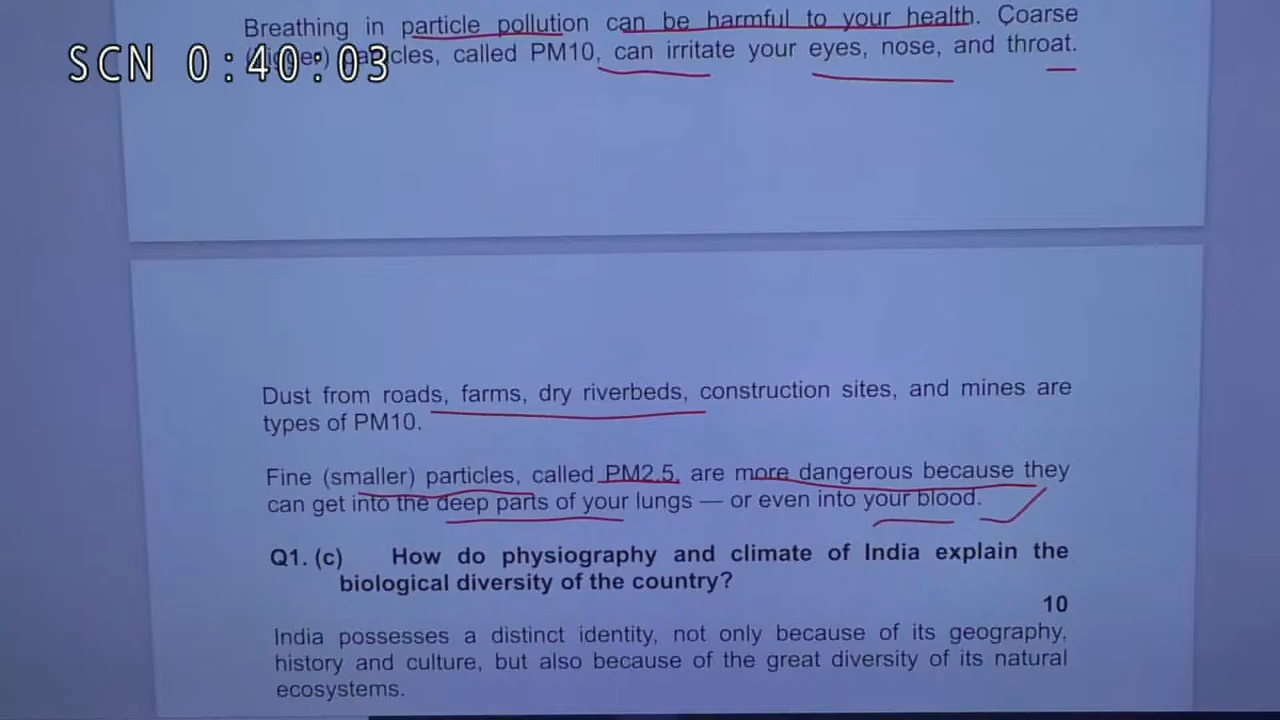 Breathing in particle pollution can be harmful to your health. Coarse
SCN 0:40:03
cles, called PM10, can irritate your eyes, nose, and throat.
Dust from roads, farms, dry riverbeds, construction sites, and mines are
types of PM10.
Fine (smaller) particles, called PM2.5, are more dangerous because they
can get into the deep parts of your lungs — or even into your blood.
Q1. (c) How do physiography and climate of India explain the
biological diversity of the country?
10
India possesses a distinct identity, not only because of its geography,
history and culture, but also because of the great diversity of its natural
ecosystems.